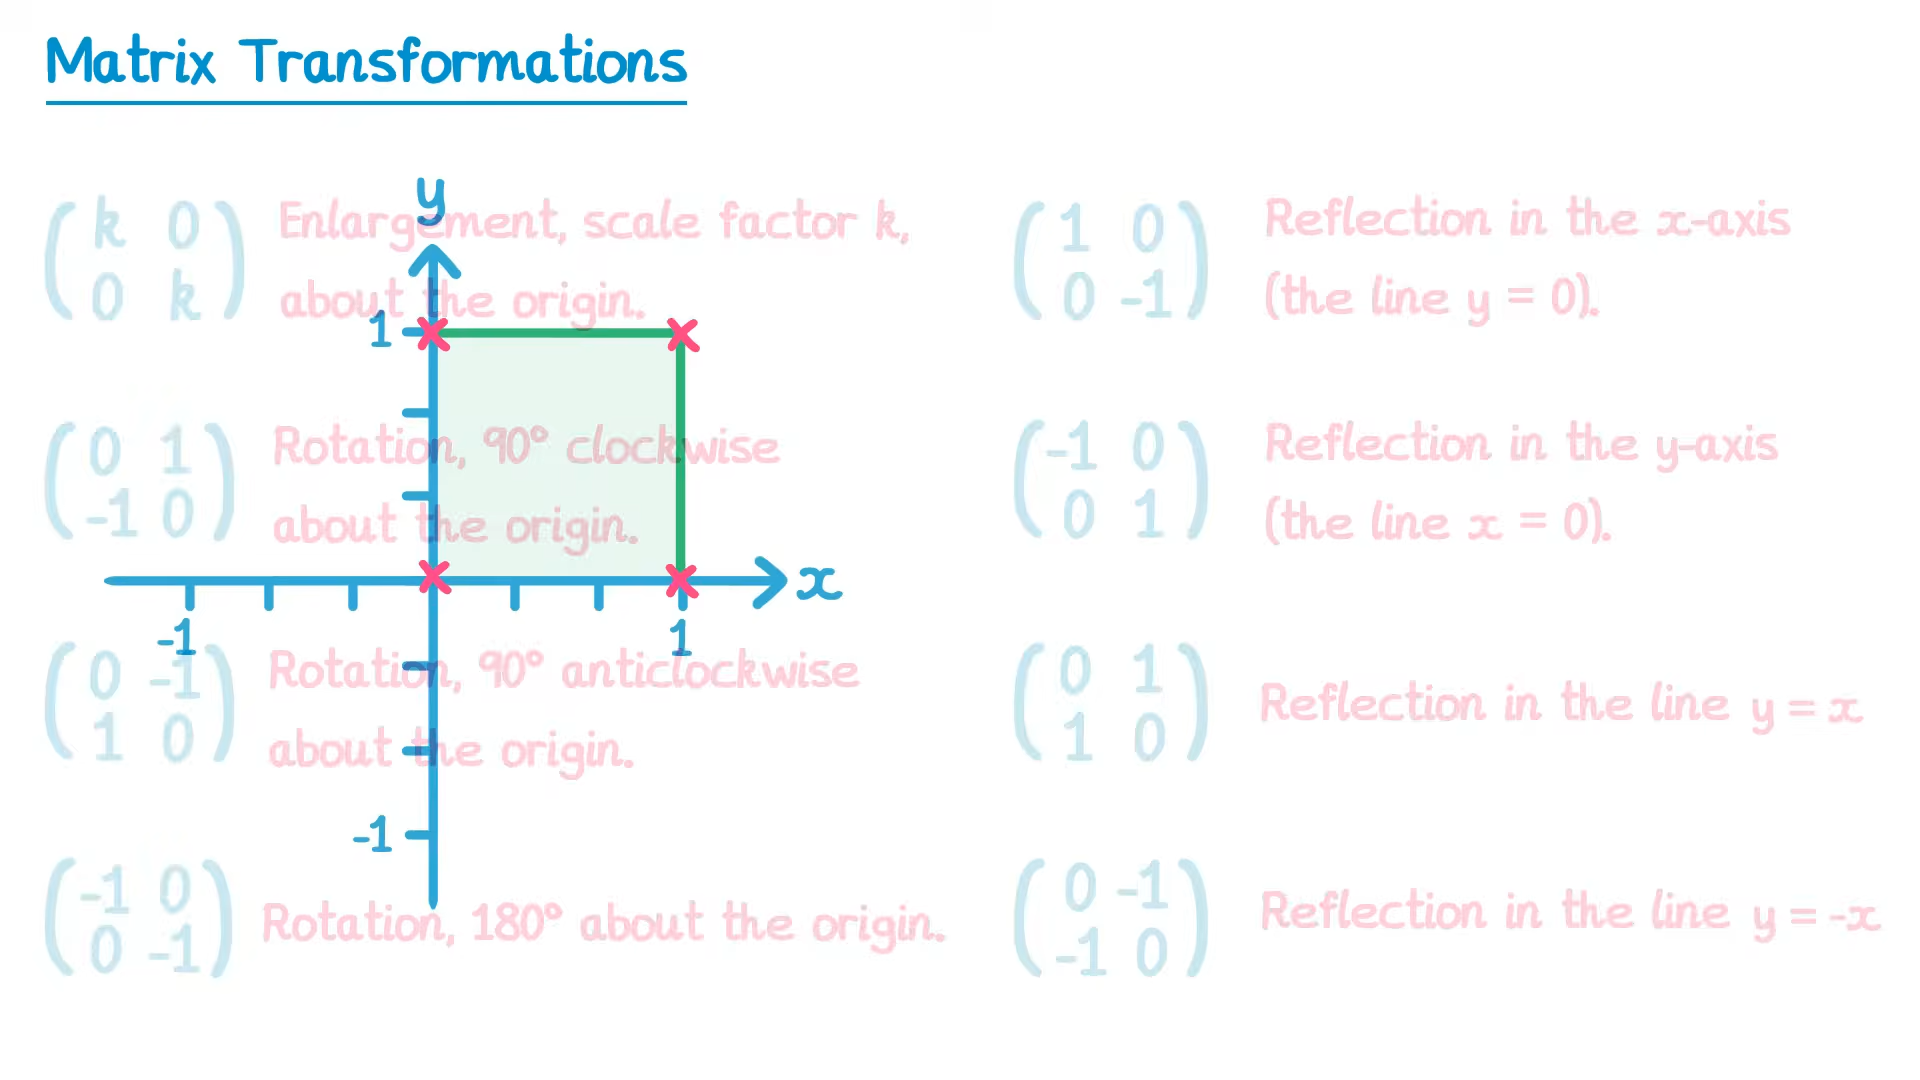 Matrix Transformations
y
x
1
-1
1
-1
( k 0
0 k )
Enlargement, scale factor k,
about the origin.
( 0 1
-1 0 )
Rotation, 90° clockwise
about the origin.
( 0 -1
1 0 )
Rotation, 90° anticlockwise
about the origin.
( -1 0
0 -1 )
Rotation, 180° about the origin.
( 1 0
0 -1 )
Reflection in the x-axis
(the line y = 0).
( -1 0
0 1 )
Reflection in the y-axis
(the line x = 0).
( 0 1
1 0 )
Reflection in the line y = x
( 0 -1
-1 0 )
Reflection in the line y = -x